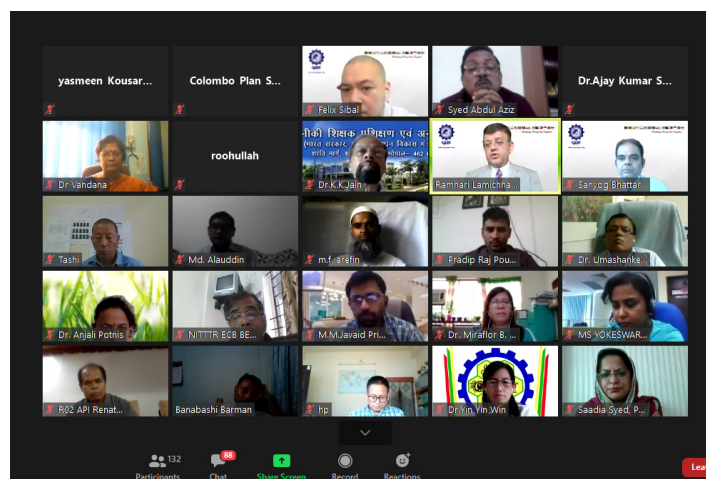 yasmeen Kousar...
Colombo Plan S...
Felix Sibal
Syed Abdul Aziz
Dr.Ajay Kumar S...
Dr Vandana
roohullah
Dr.K.K.Jain
Ramhari Lamichha...
Sanyog Bhattar...
Tashi
Md. Alauddin
m.f. arefin
Pradip Raj Pou...
Dr. Umashanke...
Dr. Anjali Potnis
NITTTR ECB BE...
M.M.Javaid Pri...
Dr. Miraflor B. ...
MS YOKESWAR...
R02 API Renat...
Banabashi Barman
hp
Dr.Yin Yin Win
Saadia Syed, P...
132
88
Participants
Chat
Share Screen
Record
Reactions
Lea